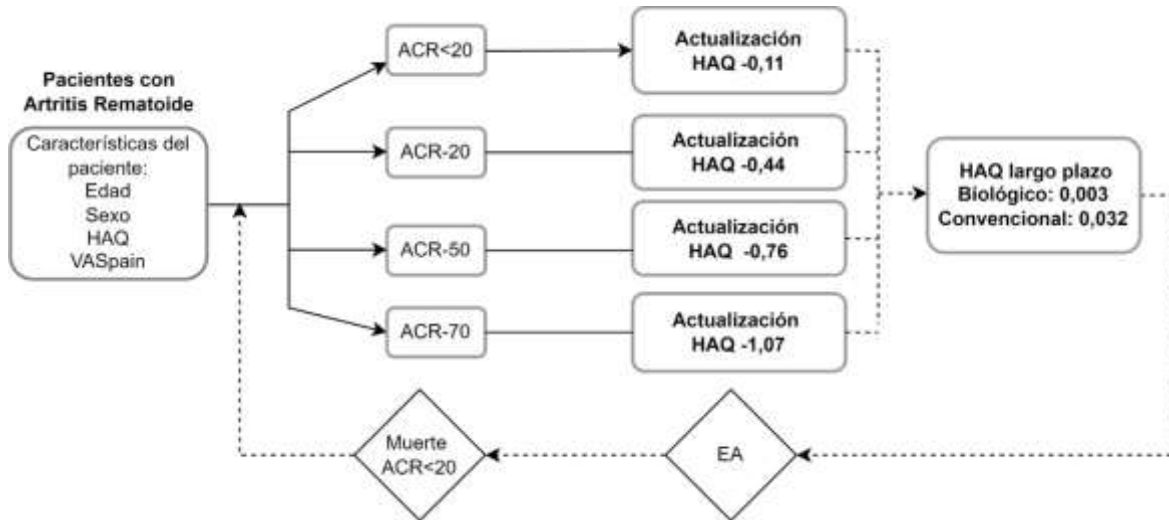 Pacientes con
Artritis Rematoide
Características del
paciente:
Edad
Sexo
HAQ
VASpain
ACR<20
ACR-20
ACR-50
ACR-70
Actualización
HAQ -0,11
Actualización
HAQ -0,44
Actualización
HAQ -0,76
Actualización
HAQ -1,07
HAQ largo plazo
Biológico: 0,003
Convencional: 0,032
Muerte
ACR<20
EA